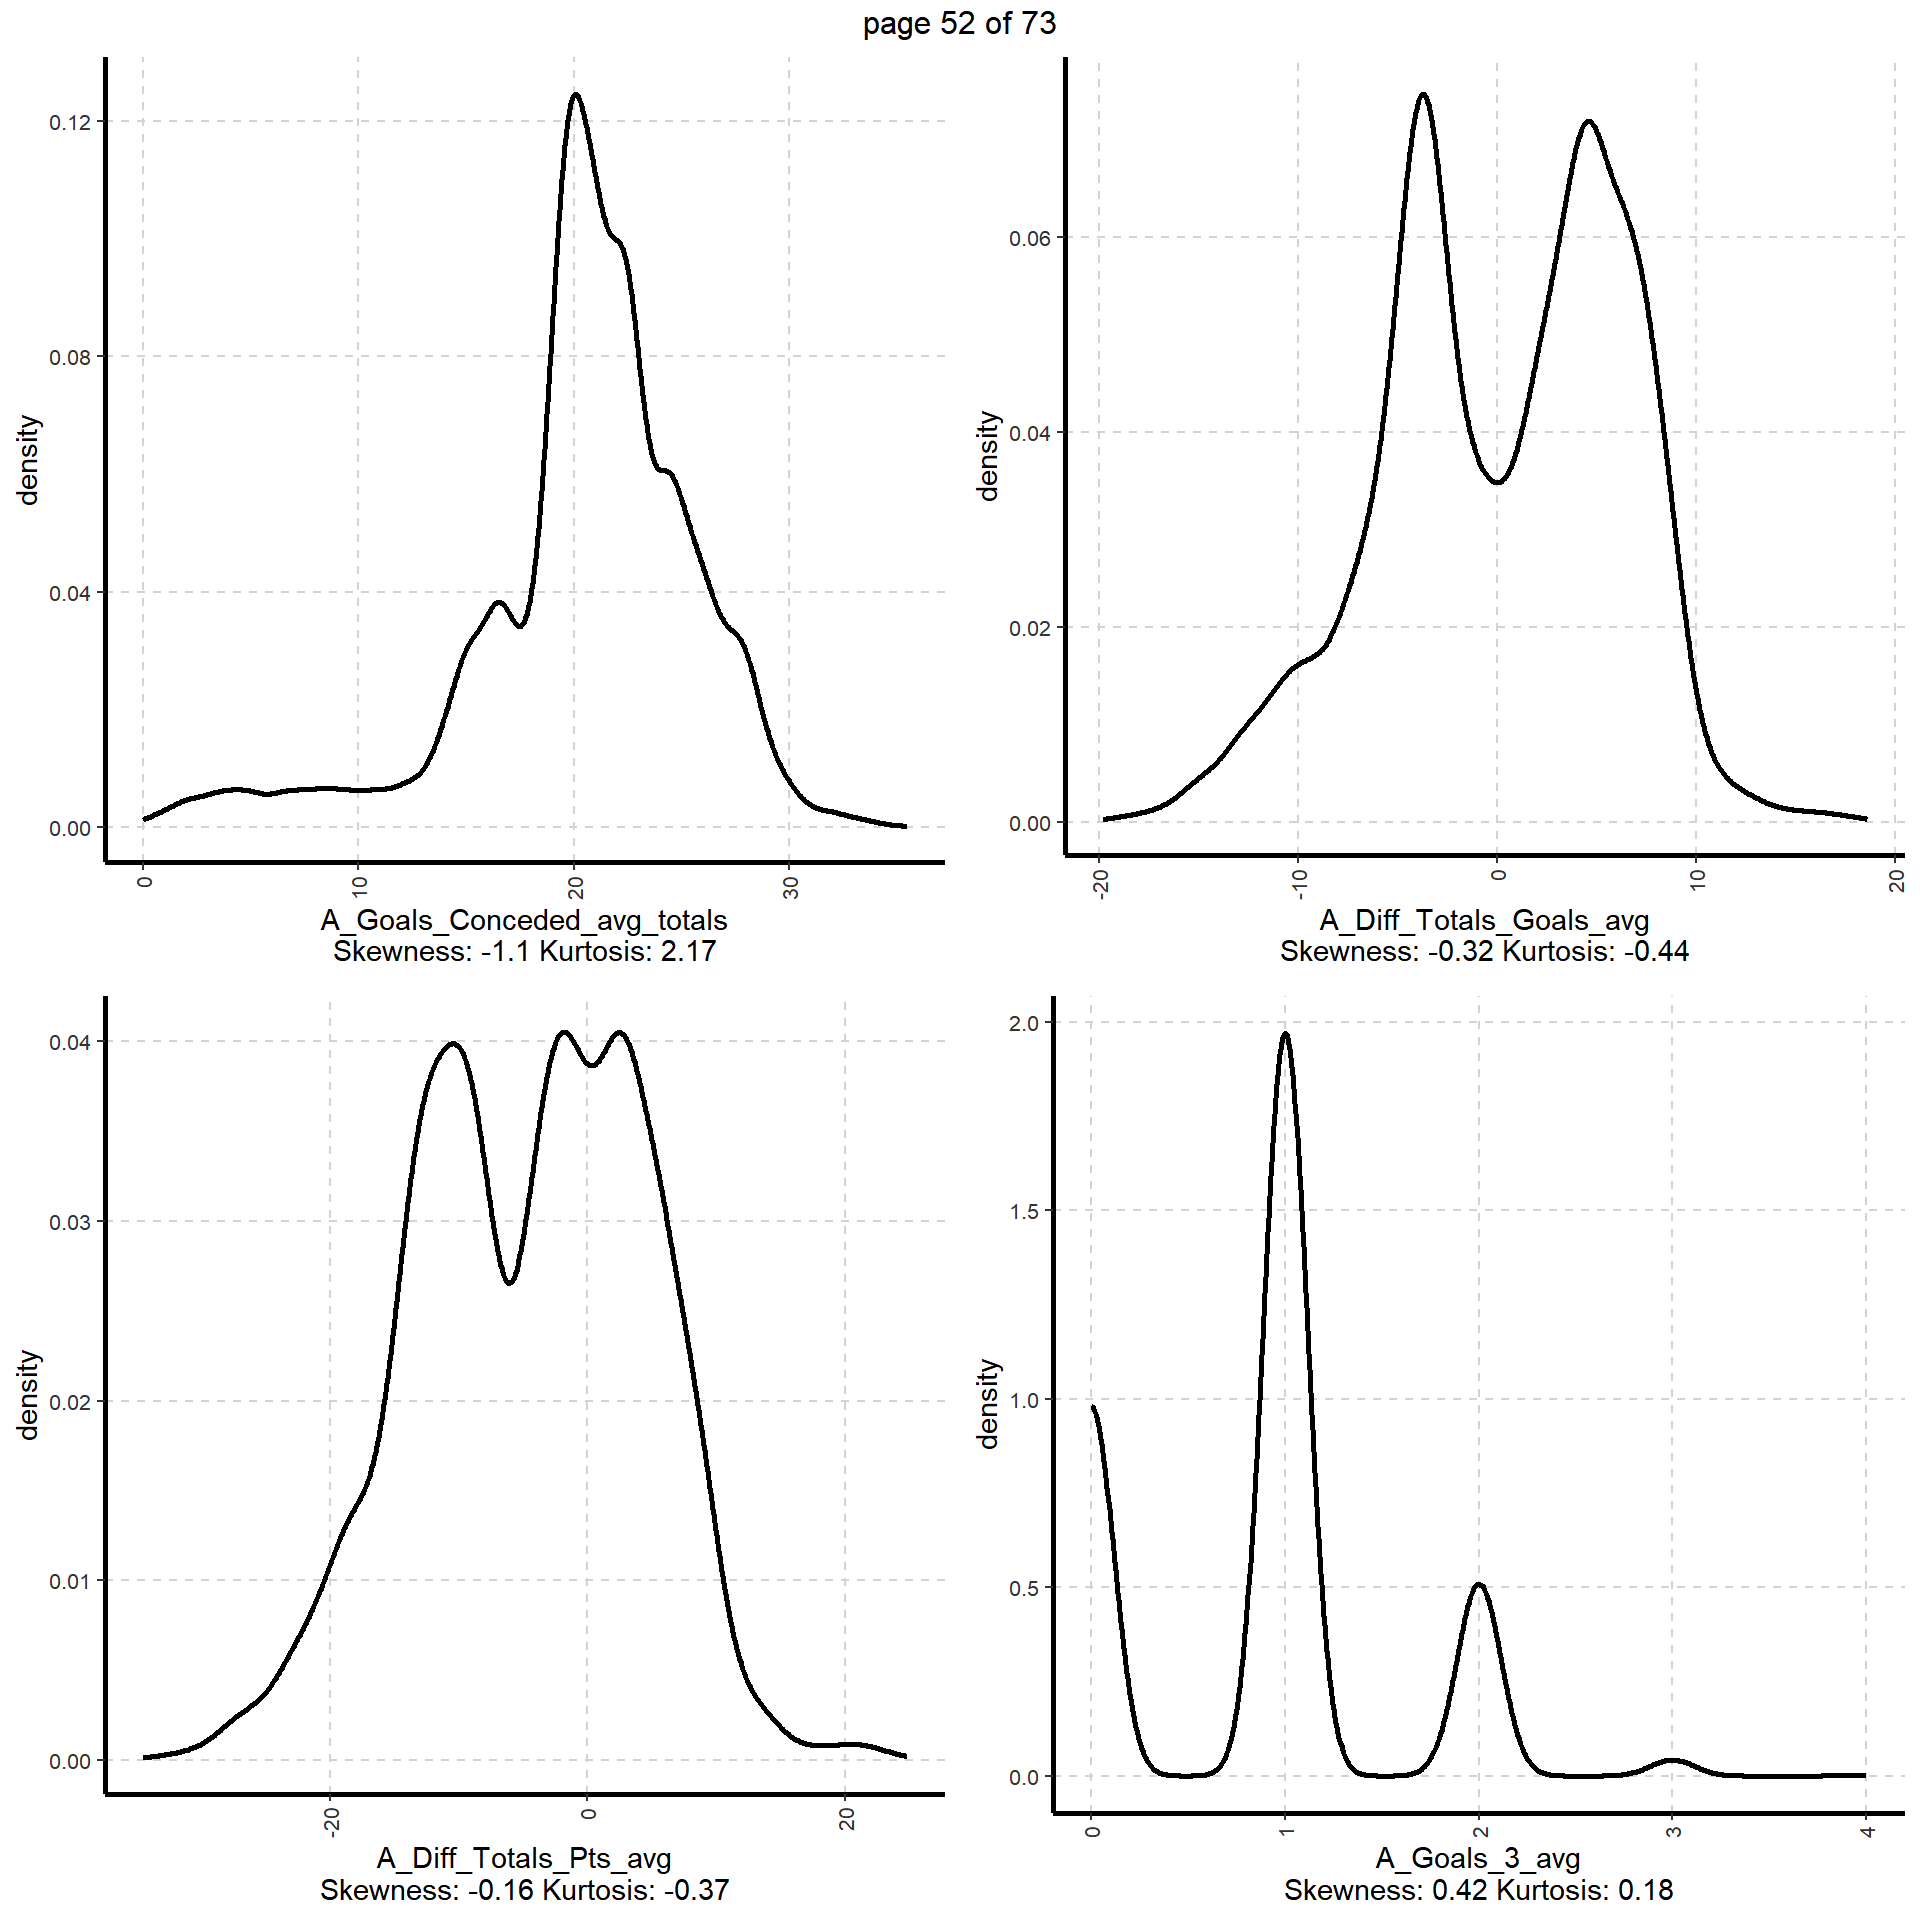 page 52 of 73
density
0.12
0.08
0.04
0.00
0
10
20
30
A_Goals_Conceded_avg_totals
Skewness: -1.1 Kurtosis: 2.17
density
0.06
0.04
0.02
0.00
-20
-10
0
10
20
A_Diff_Totals_Goals_avg
Skewness: -0.32 Kurtosis: -0.44
density
0.04
0.03
0.02
0.01
0.00
-20
0
20
A_Diff_Totals_Pts_avg
Skewness: -0.16 Kurtosis: -0.37
density
2.0
1.5
1.0
0.5
0.0
0
1
2
3
4
A_Goals_3_avg
Skewness: 0.42 Kurtosis: 0.18